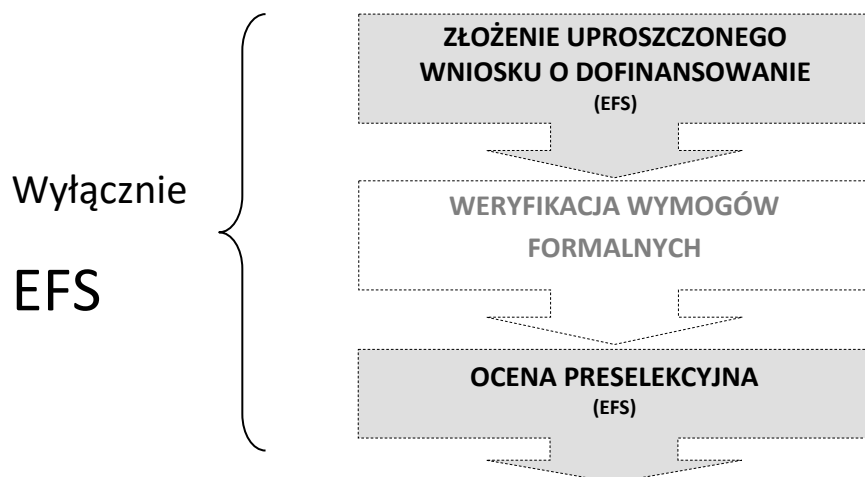 ZŁOŻENIE UPROSZCZONEGO
WNIOSKU O DOFINANSOWANIE
(EFS)
Wyłącznie
EFS
WERYFIKACJA WYMOGÓW
FORMALNYCH
OCENA PRESELEKCYJNA
(EFS)